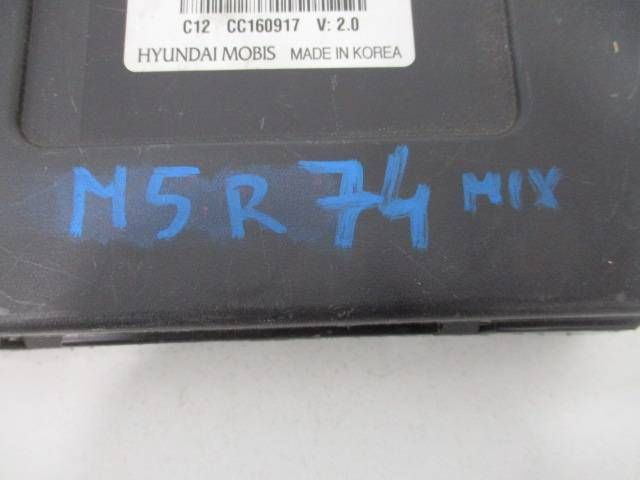 C12 CC160917 V: 2.0
HYUNDAI MOBIS MADE IN KOREA
M5R 74 MIX